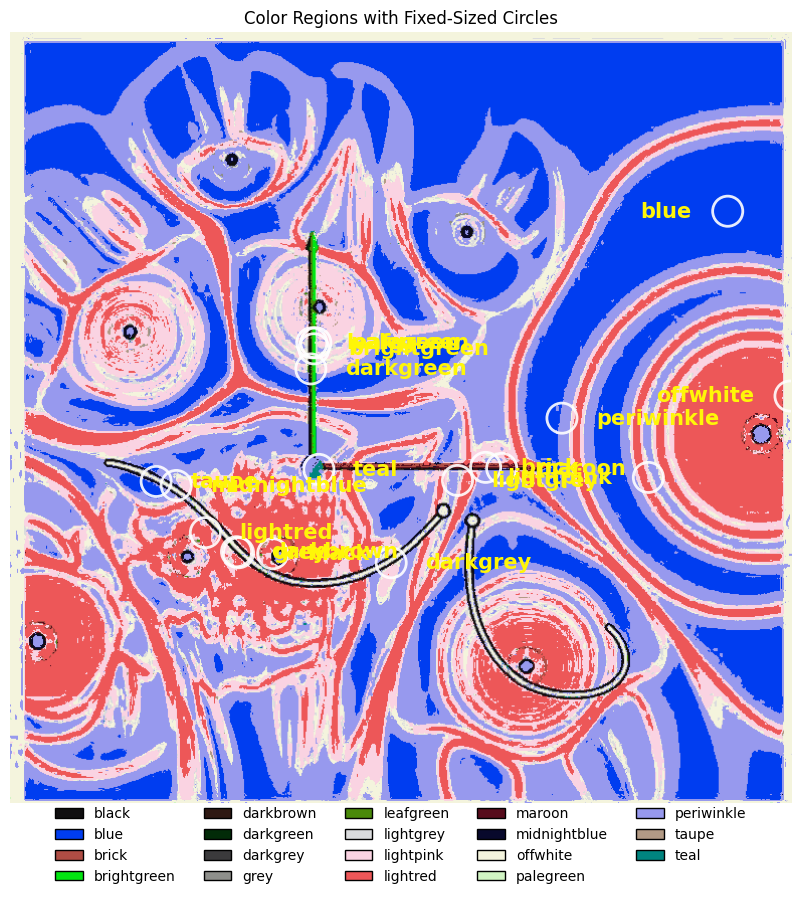 Color Regions with Fixed-Sized Circles
blue
brightgreen
darkgreen
offwhite
periwinkle
teal
maroon
lightgrey
taupe
midnightblue
lightred
darkbrown
darkgrey
black
blue
brick
brightgreen
darkbrown
darkgreen
darkgrey
grey
leafgreen
lightgrey
lightpink
lightred
maroon
midnightblue
offwhite
palegreen
periwinkle
taupe
teal